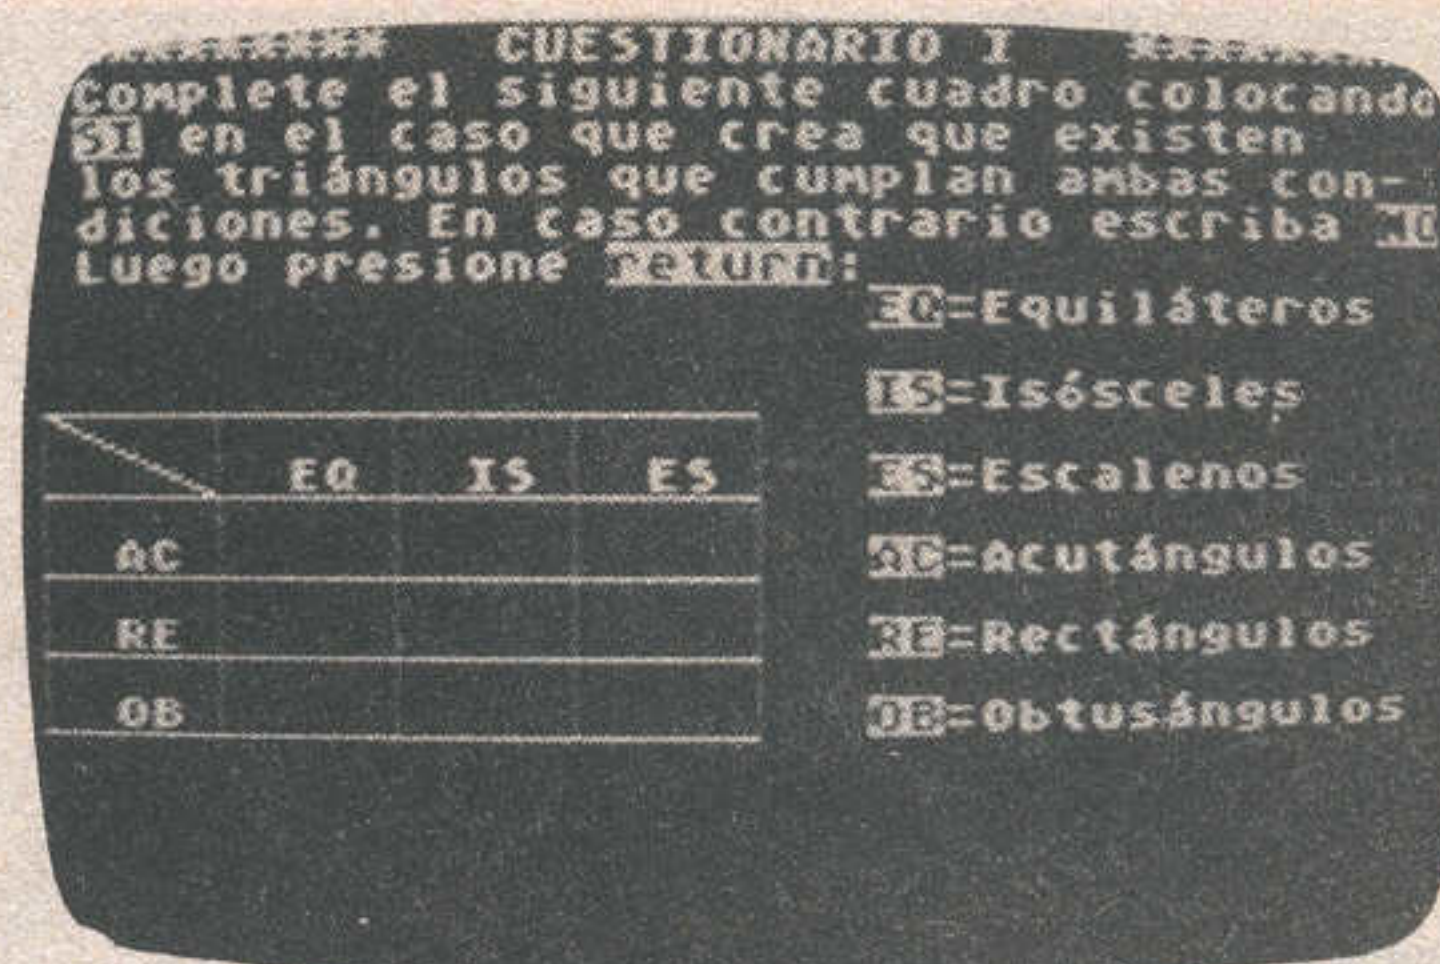 CUESTIONARIO I
Complete el siguiente cuadro colocando
SI en el caso que crea que existen
los triángulos que cumplan ambas con-
diciones. En caso contrario escriba NO
Luego presione return:
EQ=Equiláteros
IS=Isósceles
EQ IS ES
ES=Escalenos
AC
AC=Acutángulos
RE
RE=Rectángulos
OB
OB=Obtusángulos